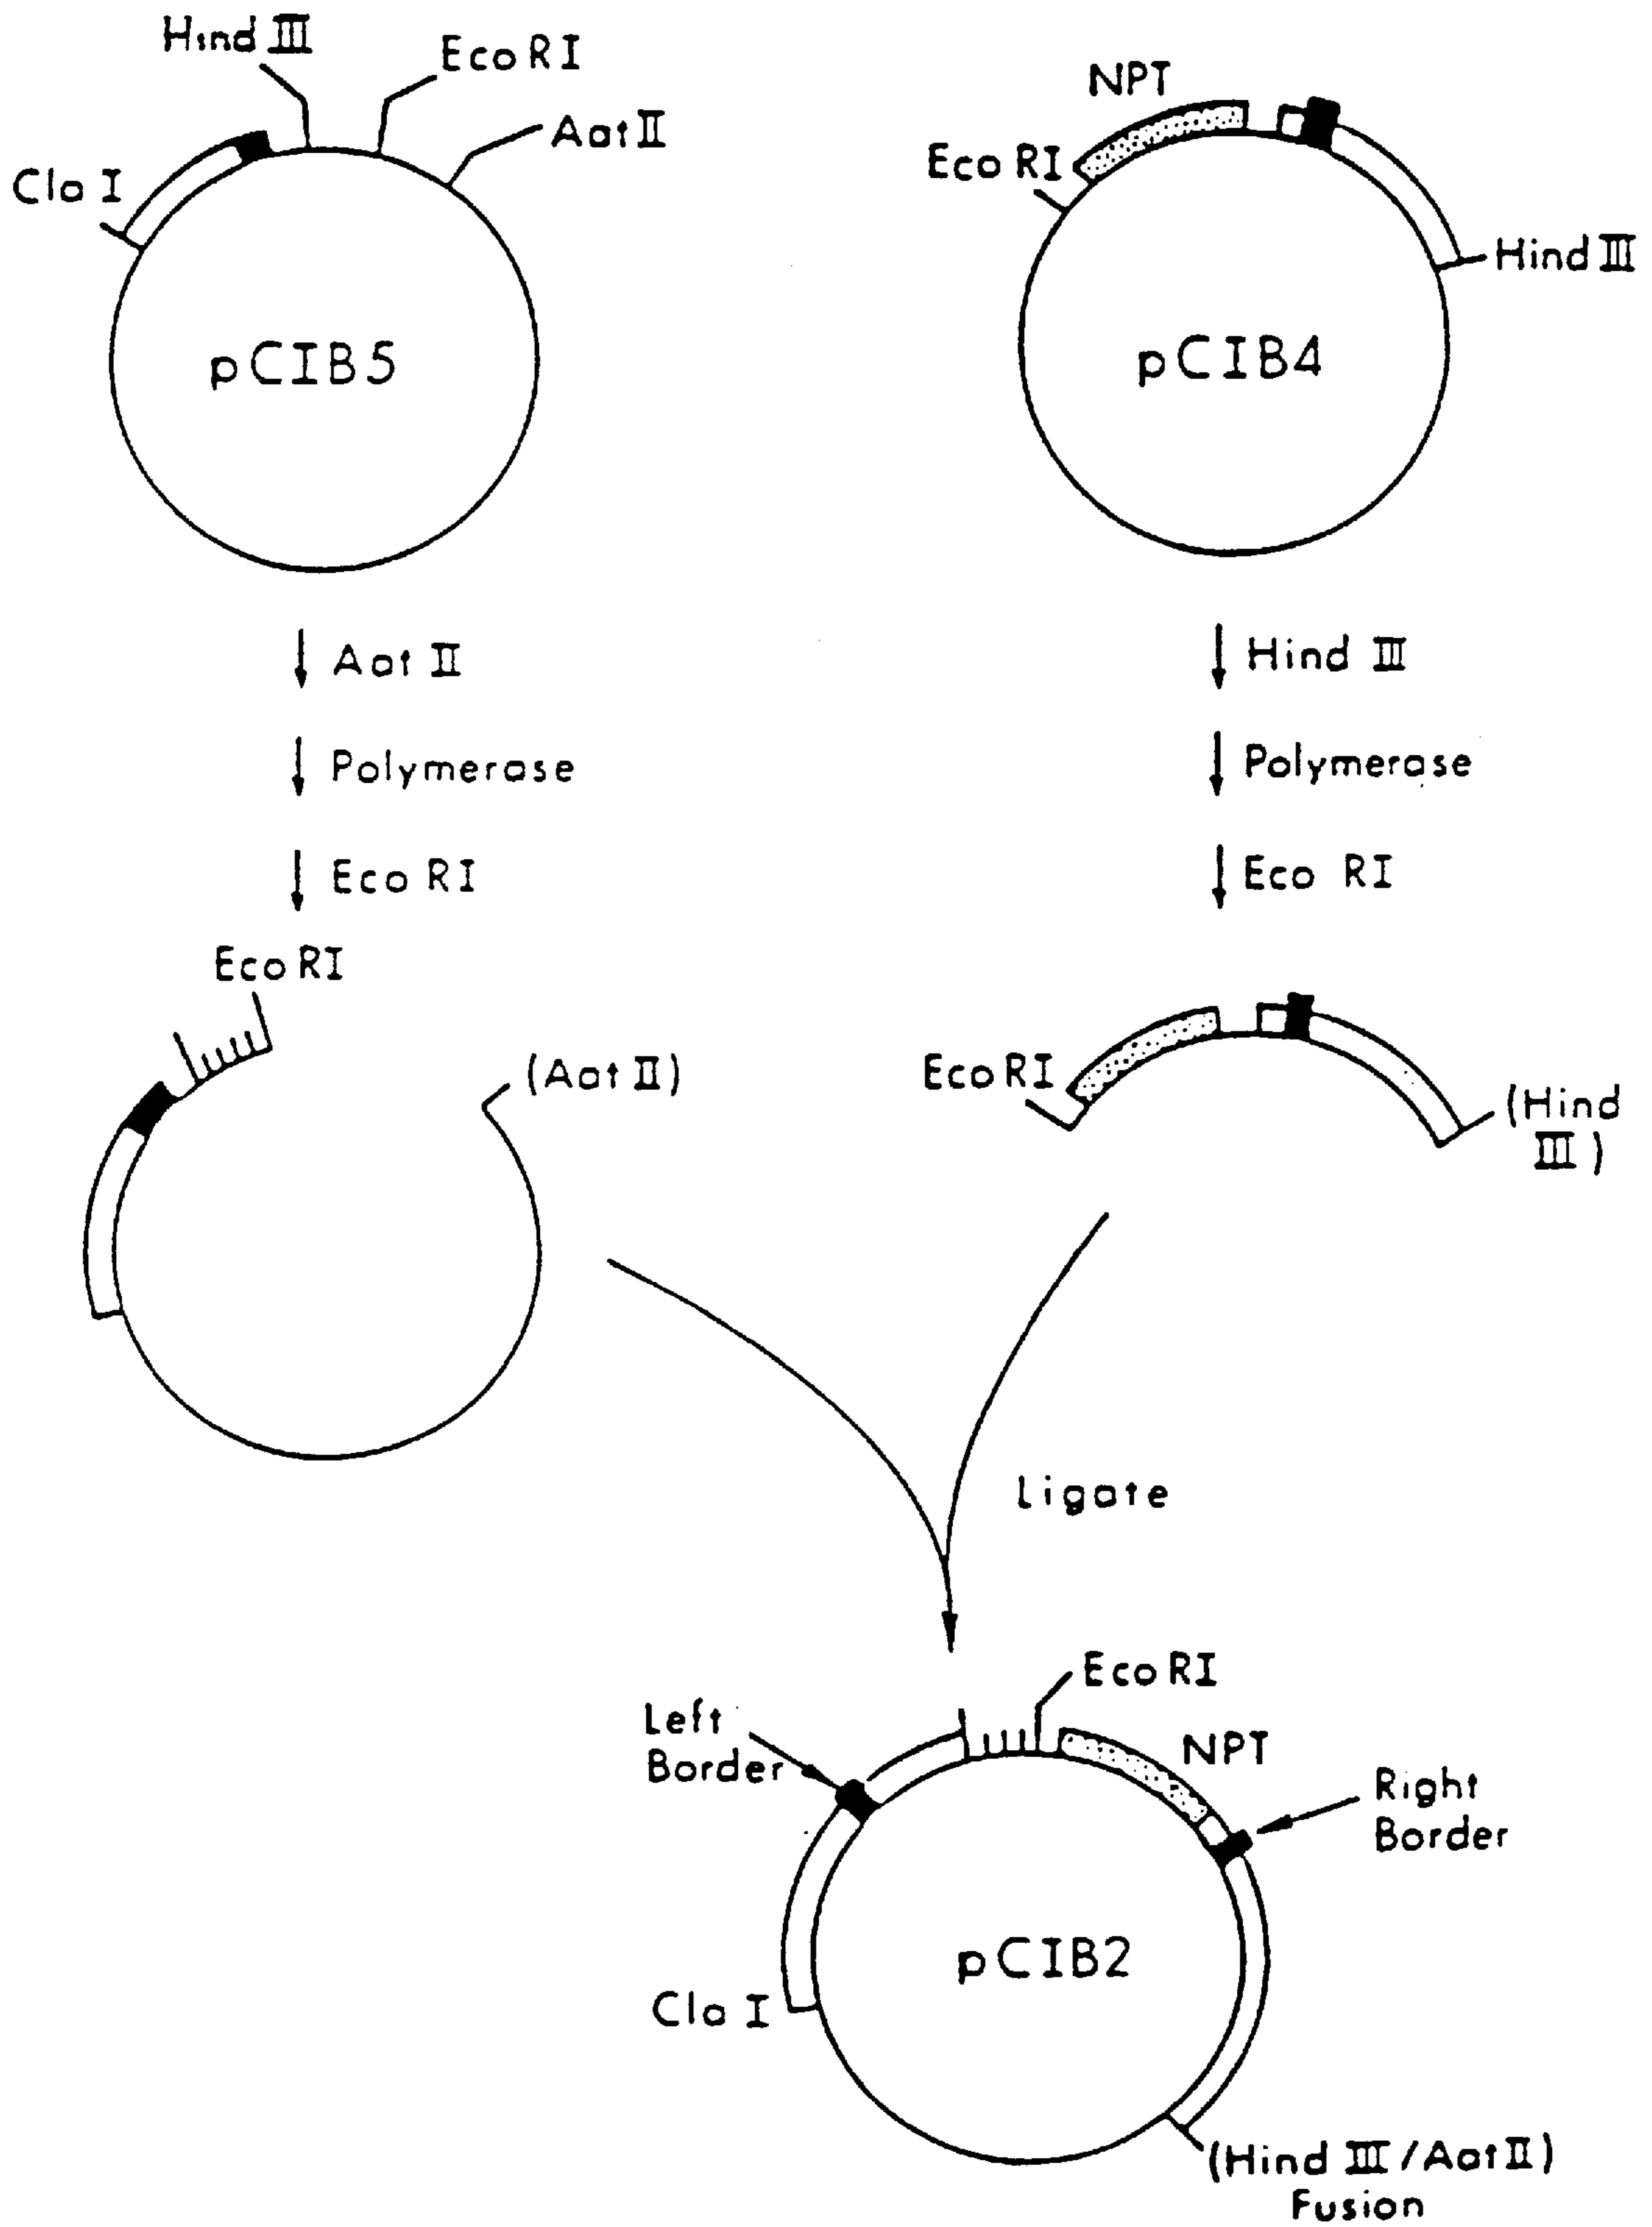 Hind III
Eco RI
Aat II
Cla I
pCIB5
NPT
Eco RI
Hind III
pCIB4
Aat II
Polymerase
Eco RI
Hind III
Polymerase
Eco RI
Eco RI
(Aat II)
Eco RI
(Hind
III)
Ligate
Eco RI
Left
Border
NPT
Right
Border
pCIB2
Cla I
(Hind III/Aat II)
Fusion